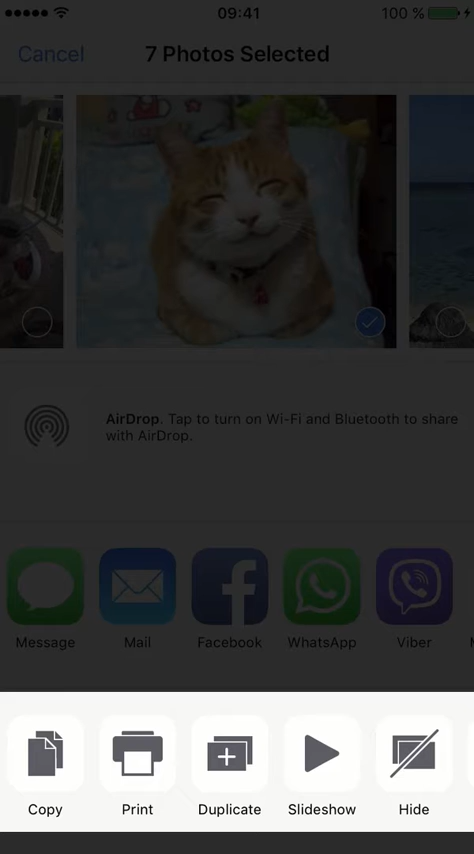 09:41
100 %
Cancel
7 Photos Selected
AirDrop. Tap to turn on Wi-Fi and Bluetooth to share
with AirDrop.
Message
Mail
Facebook
WhatsApp
Viber
Copy
Print
Duplicate
Slideshow
Hide